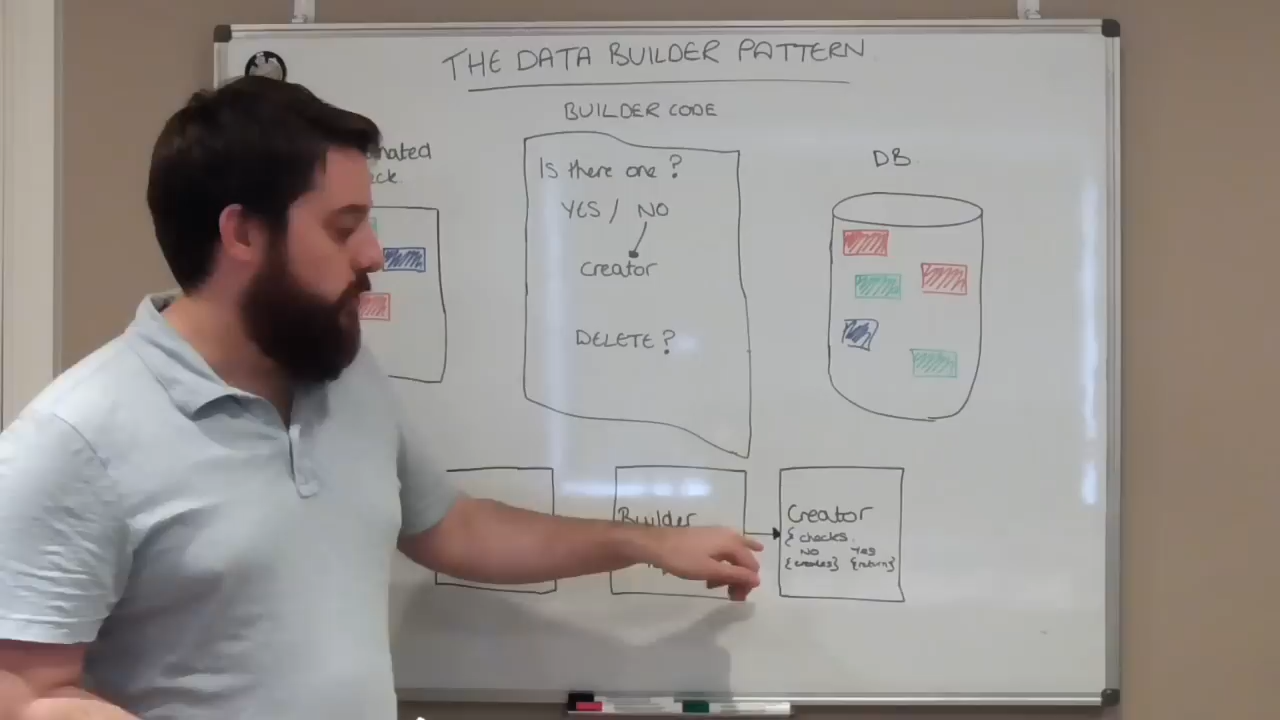 THE DATA BUILDER PATTERN
BUILDER CODE
Is there one ?
YES / NO
creator
DELETE ?
DB
Builder
Creator
{ checks.
NO YES
{creates} {return}